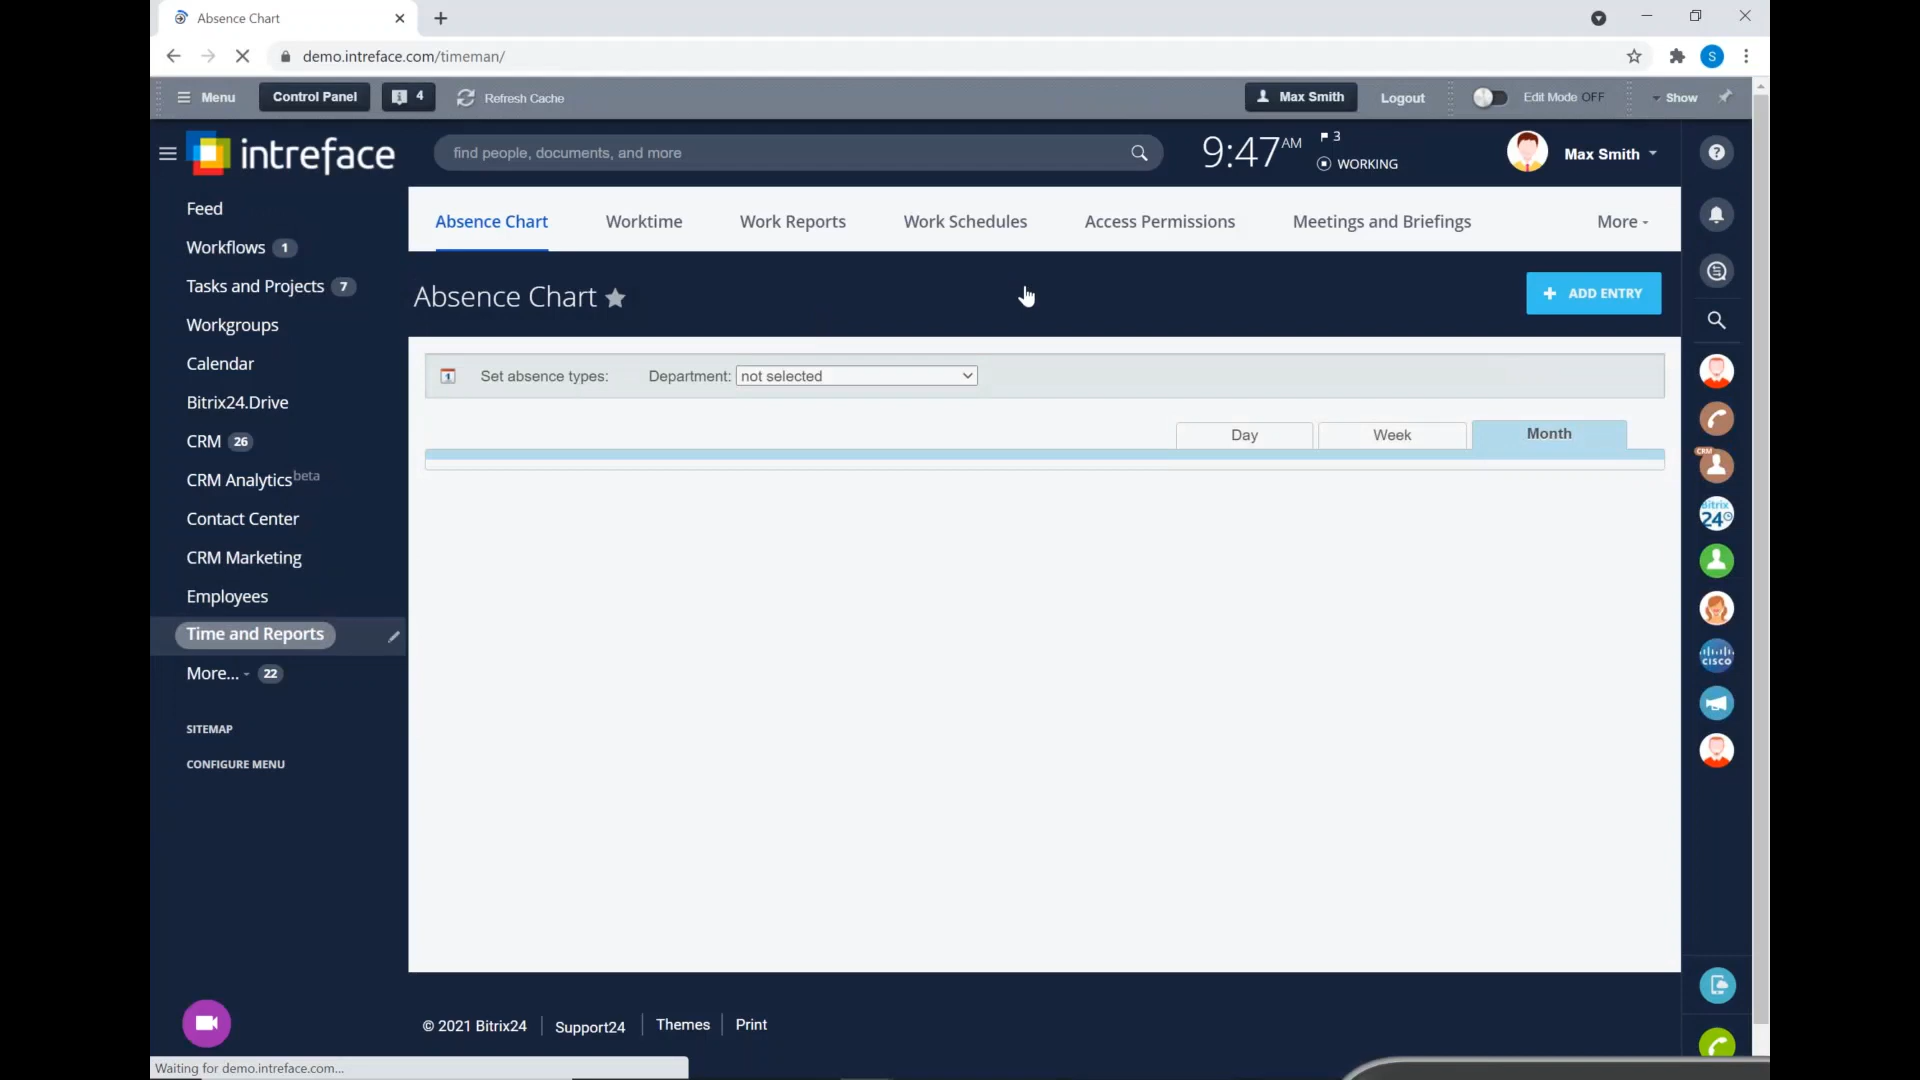 Absence Chart
demo.intreface.com/timeman/
S
Menu
Control Panel
4
Refresh Cache
Max Smith
Logout
Edit Mode OFF
Show
intreface
find people, documents, and more
9:47 AM
3
WORKING
Max Smith
?
Feed
Workflows 1
Tasks and Projects 7
Workgroups
Calendar
Bitrix24.Drive
CRM 26
CRM Analytics beta
Contact Center
CRM Marketing
Employees
Time and Reports
More... 22
SITEMAP
CONFIGURE MENU
Absence Chart
Worktime
Work Reports
Work Schedules
Access Permissions
Meetings and Briefings
More
Absence Chart
+ ADD ENTRY
1
Set absence types:
Department: not selected
Day
Week
Month
CRM
Bitrix
24
CISCO
© 2021 Bitrix24
Support24
Themes
Print
Waiting for demo.intreface.com...